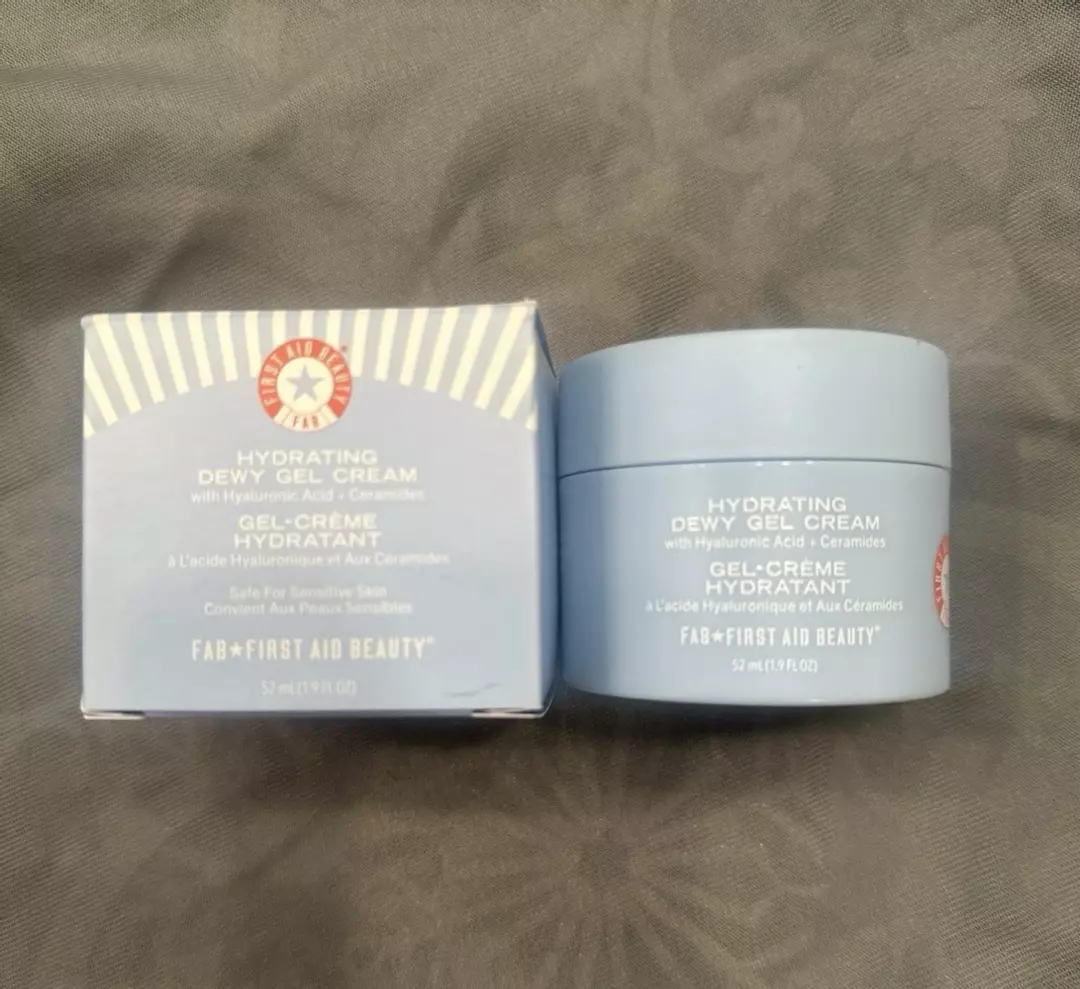 FIRST AID BEAUTY®
FAB
HYDRATING
DEWY GEL CREAM
with Hyaluronic Acid + Ceramides
GEL-CRÈME
HYDRATANT
à L'acide Hyaluronique et Aux Céramides
Safe For Sensitive Skin
Convient Aux Peaux Sensibles
FAB★FIRST AID BEAUTY®
52 mL (1.9 FL OZ)
HYDRATING
DEWY GEL CREAM
with Hyaluronic Acid + Ceramides
GEL-CRÈME
HYDRATANT
à L'acide Hyaluronique et Aux Céramides
FAB★FIRST AID BEAUTY®
52 mL (1.9 FL OZ)